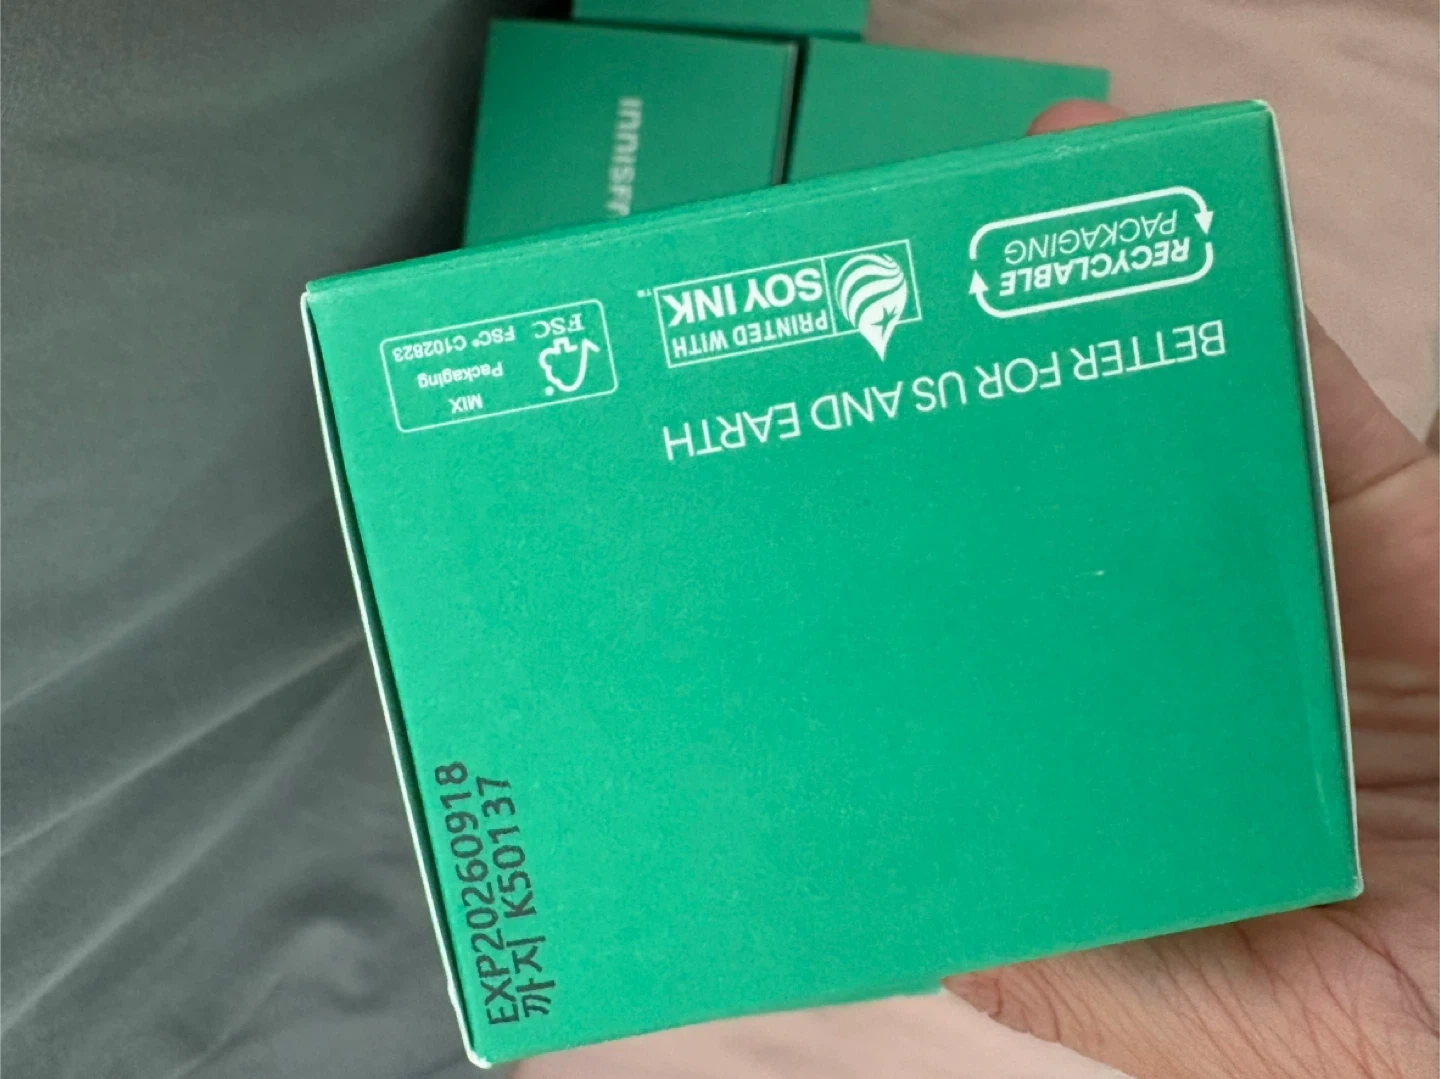 BETTER FOR US AND EARTH
RECYCLABLE
PACKAGING
PRINTED WITH
SOY INK™
MIX
Packaging
FSC
FSC® C102823
EXP20260918
까지 K50137